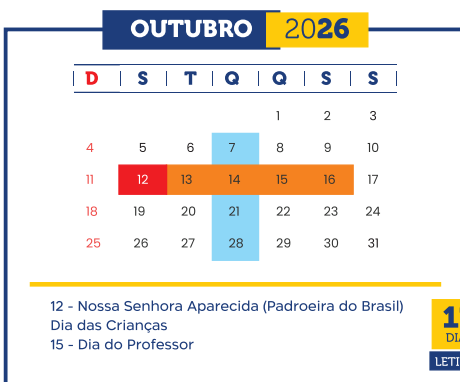 OUTUBRO 2026
D S T Q Q S S
1 2 3
4 5 6 7 8 9 10
11 12 13 14 15 16 17
18 19 20 21 22 23 24
25 26 27 28 29 30 31
12 - Nossa Senhora Aparecida (Padroeira do Brasil)
Dia das Crianças
15 - Dia do Professor